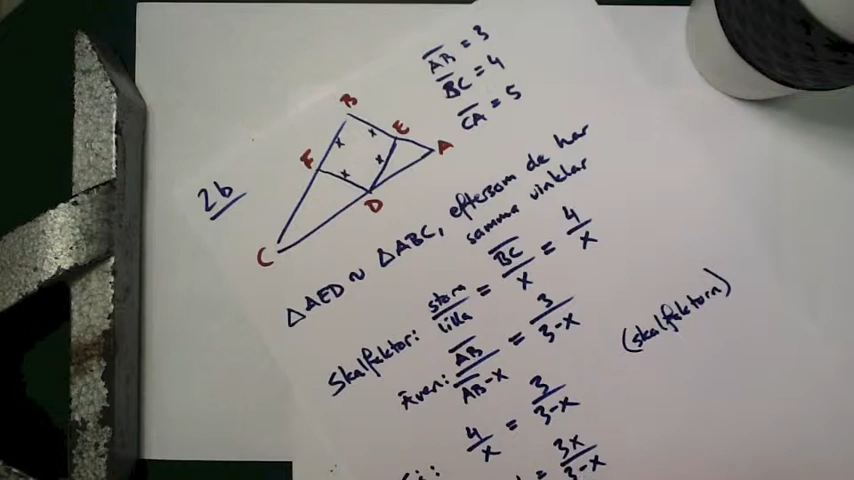 AB = 3
BC = 4
CA = 5
2b
B
E
A
F
D
C
x x
x x
△AED ~ △ABC, eftersom de har
samma vinklar
Skalfaktor: stora/lilla = BC/x = 4/x
Även: AB/AB-x = 3/3-x (skalfaktorn)
4/x = 3/3-x
= 3x/3-x